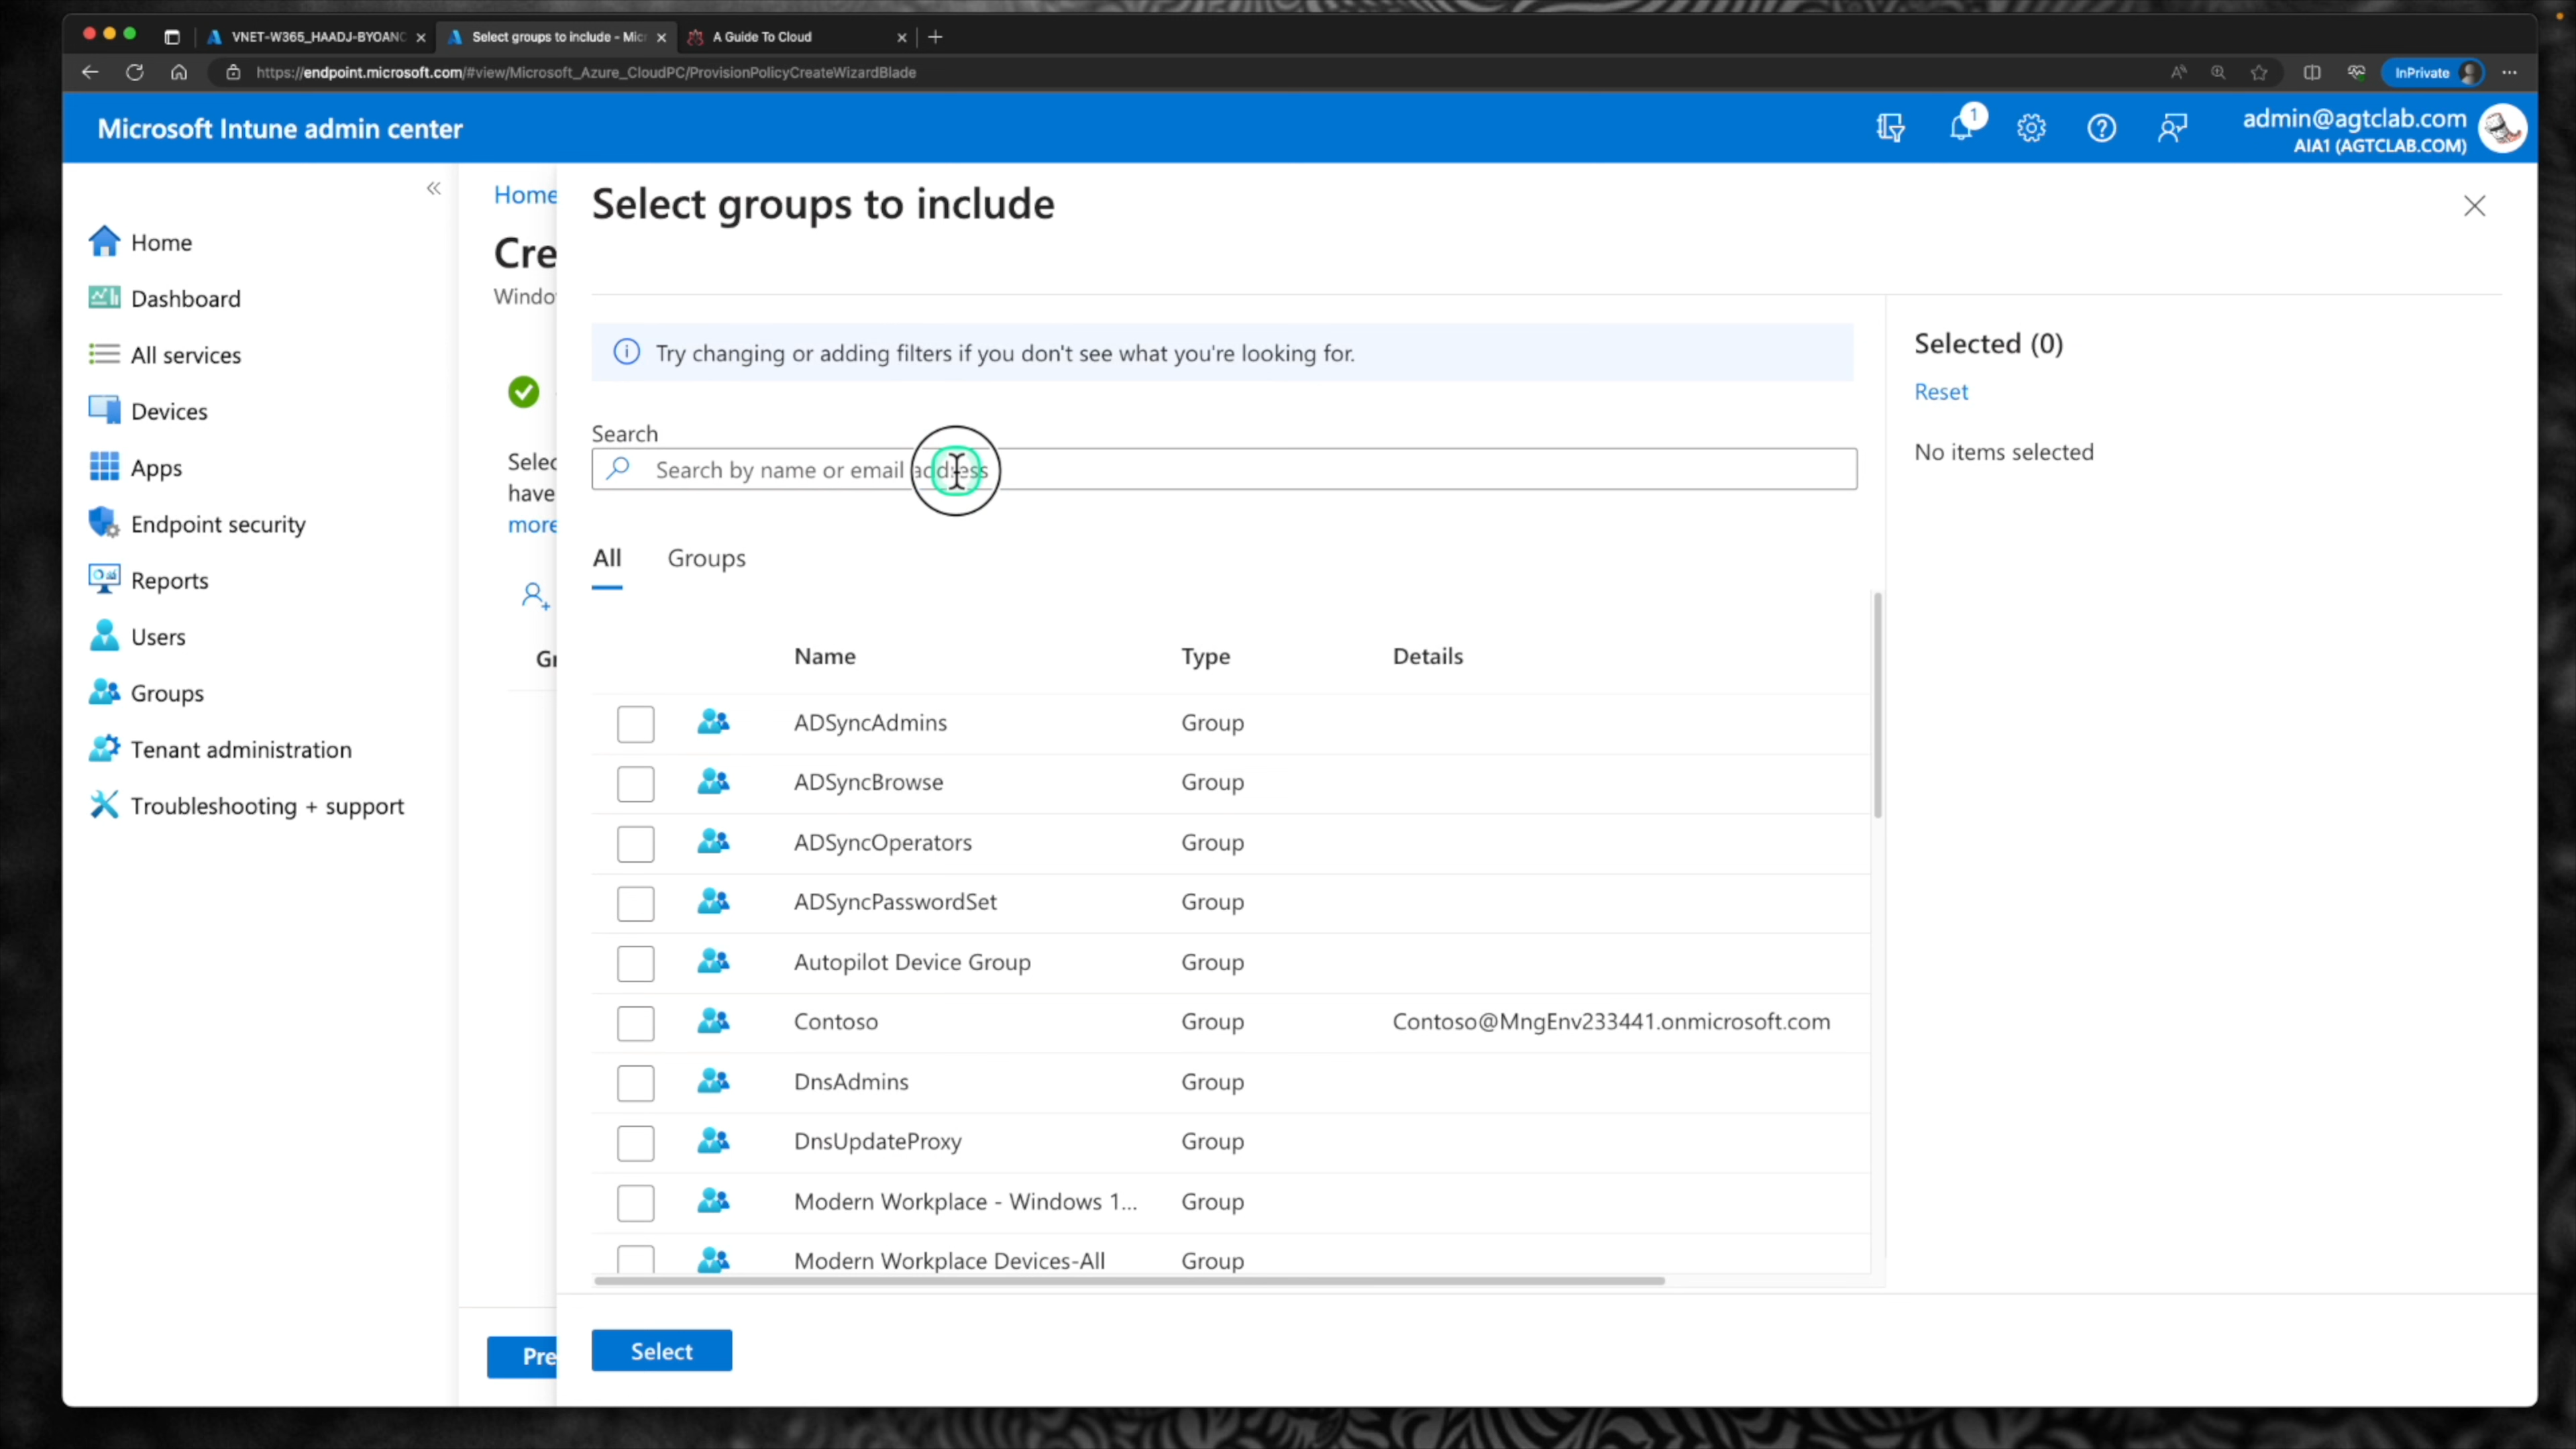 VNET-W365_HAADJ-BYOANC
Select groups to include - Mic
A Guide To Cloud
https://endpoint.microsoft.com/#view/Microsoft_Azure_CloudPC/ProvisionPolicyCreateWizardBlade
InPrivate
Microsoft Intune admin center
1
admin@agtclab.com
AIA1 (AGTCLAB.COM)
Home
Dashboard
All services
Devices
Apps
Endpoint security
Reports
Users
Groups
Tenant administration
Troubleshooting + support
Home
Cre
Windo
Selec
have
more
Gr
Pre
Select groups to include
Try changing or adding filters if you don't see what you're looking for.
Search
Search by name or email address
All Groups
Name Type Details
ADSyncAdmins Group
ADSyncBrowse Group
ADSyncOperators Group
ADSyncPasswordSet Group
Autopilot Device Group Group
Contoso Group Contoso@MngEnv233441.onmicrosoft.com
DnsAdmins Group
DnsUpdateProxy Group
Modern Workplace - Windows 1... Group
Modern Workplace Devices-All Group
Select
Selected (0)
Reset
No items selected